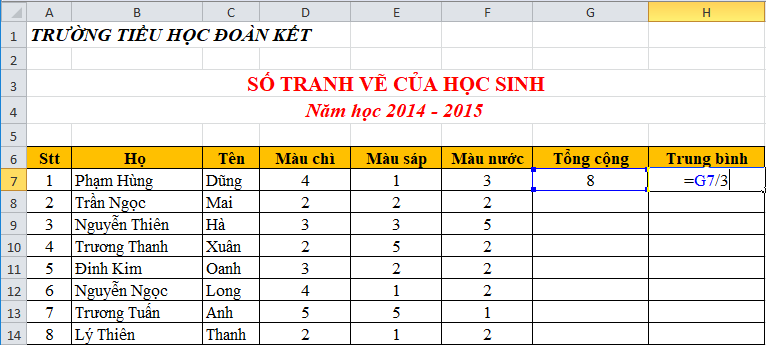 A B C D E F G H
1 TRƯỜNG TIỂU HỌC ĐOÀN KẾT
2
3 SỐ TRANH VẼ CỦA HỌC SINH
4 Năm học 2014 - 2015
5
6 Stt Họ Tên Màu chì Màu sáp Màu nước Tổng cộng Trung bình
7 1 Phạm Hùng Dũng 4 1 3 8 =G7/3
8 2 Trần Ngọc Mai 2 2 2
9 3 Nguyễn Thiên Hà 3 3 5
10 4 Trương Thanh Xuân 2 5 2
11 5 Đinh Kim Oanh 3 2 2
12 6 Nguyễn Ngọc Long 4 1 2
13 7 Trương Tuấn Anh 5 5 1
14 8 Lý Thiên Thanh 2 1 2